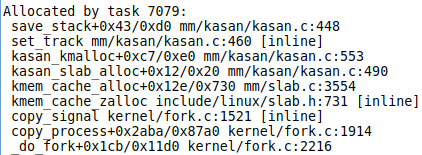 Allocated by task 7079:
save_stack+0x43/0xd0 mm/kasan/kasan.c:448
set_track mm/kasan/kasan.c:460 [inline]
kasan_kmalloc+0xc7/0xe0 mm/kasan/kasan.c:553
kasan_slab_alloc+0x12/0x20 mm/kasan/kasan.c:490
kmem_cache_alloc+0x12e/0x730 mm/slab.c:3554
kmem_cache_zalloc include/linux/slab.h:731 [inline]
copy_signal kernel/fork.c:1521 [inline]
copy_process+0x2aba/0x87a0 kernel/fork.c:1914
_do_fork+0x1cb/0x11d0 kernel/fork.c:2216